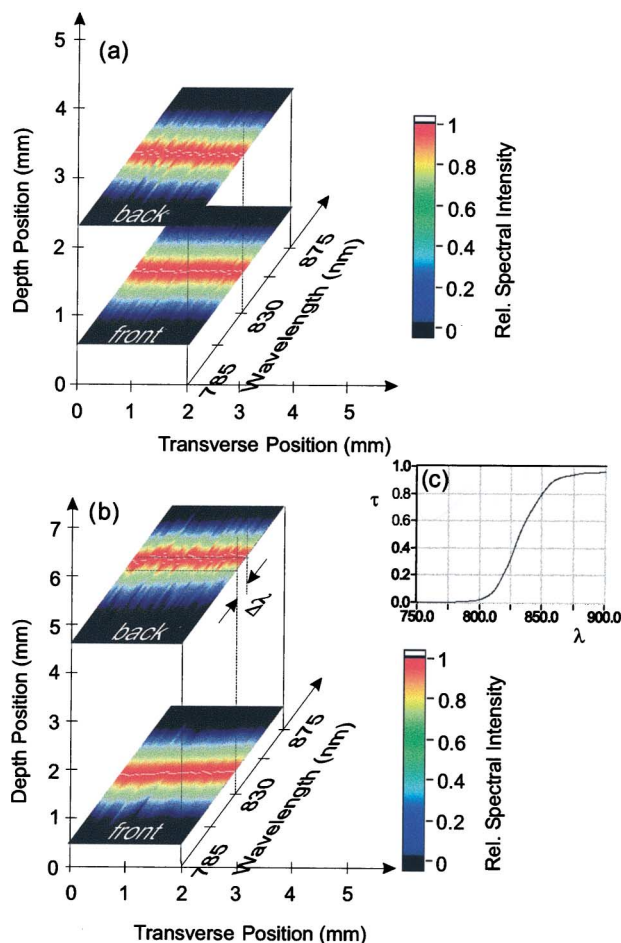 (a)
Depth Position (mm)
5
4
3
2
1
0
back
front
0 1 2 3 4 5
Transverse Position (mm)
785 830 875
Wavelength (nm)
1
0.8
0.6
0.4
0.2
0
Rel. Spectral Intensity
(b)
Depth Position (mm)
7
6
5
4
3
2
1
0
back
Δλ
front
0 1 2 3 4 5
Transverse Position (mm)
785 830 875
Wavelength (nm)
(c)
τ
1.0
0.8
0.6
0.4
0.2
0.0
750.0 800.0 850.0 900.0
λ
1
0.8
0.6
0.4
0.2
0
Rel. Spectral Intensity